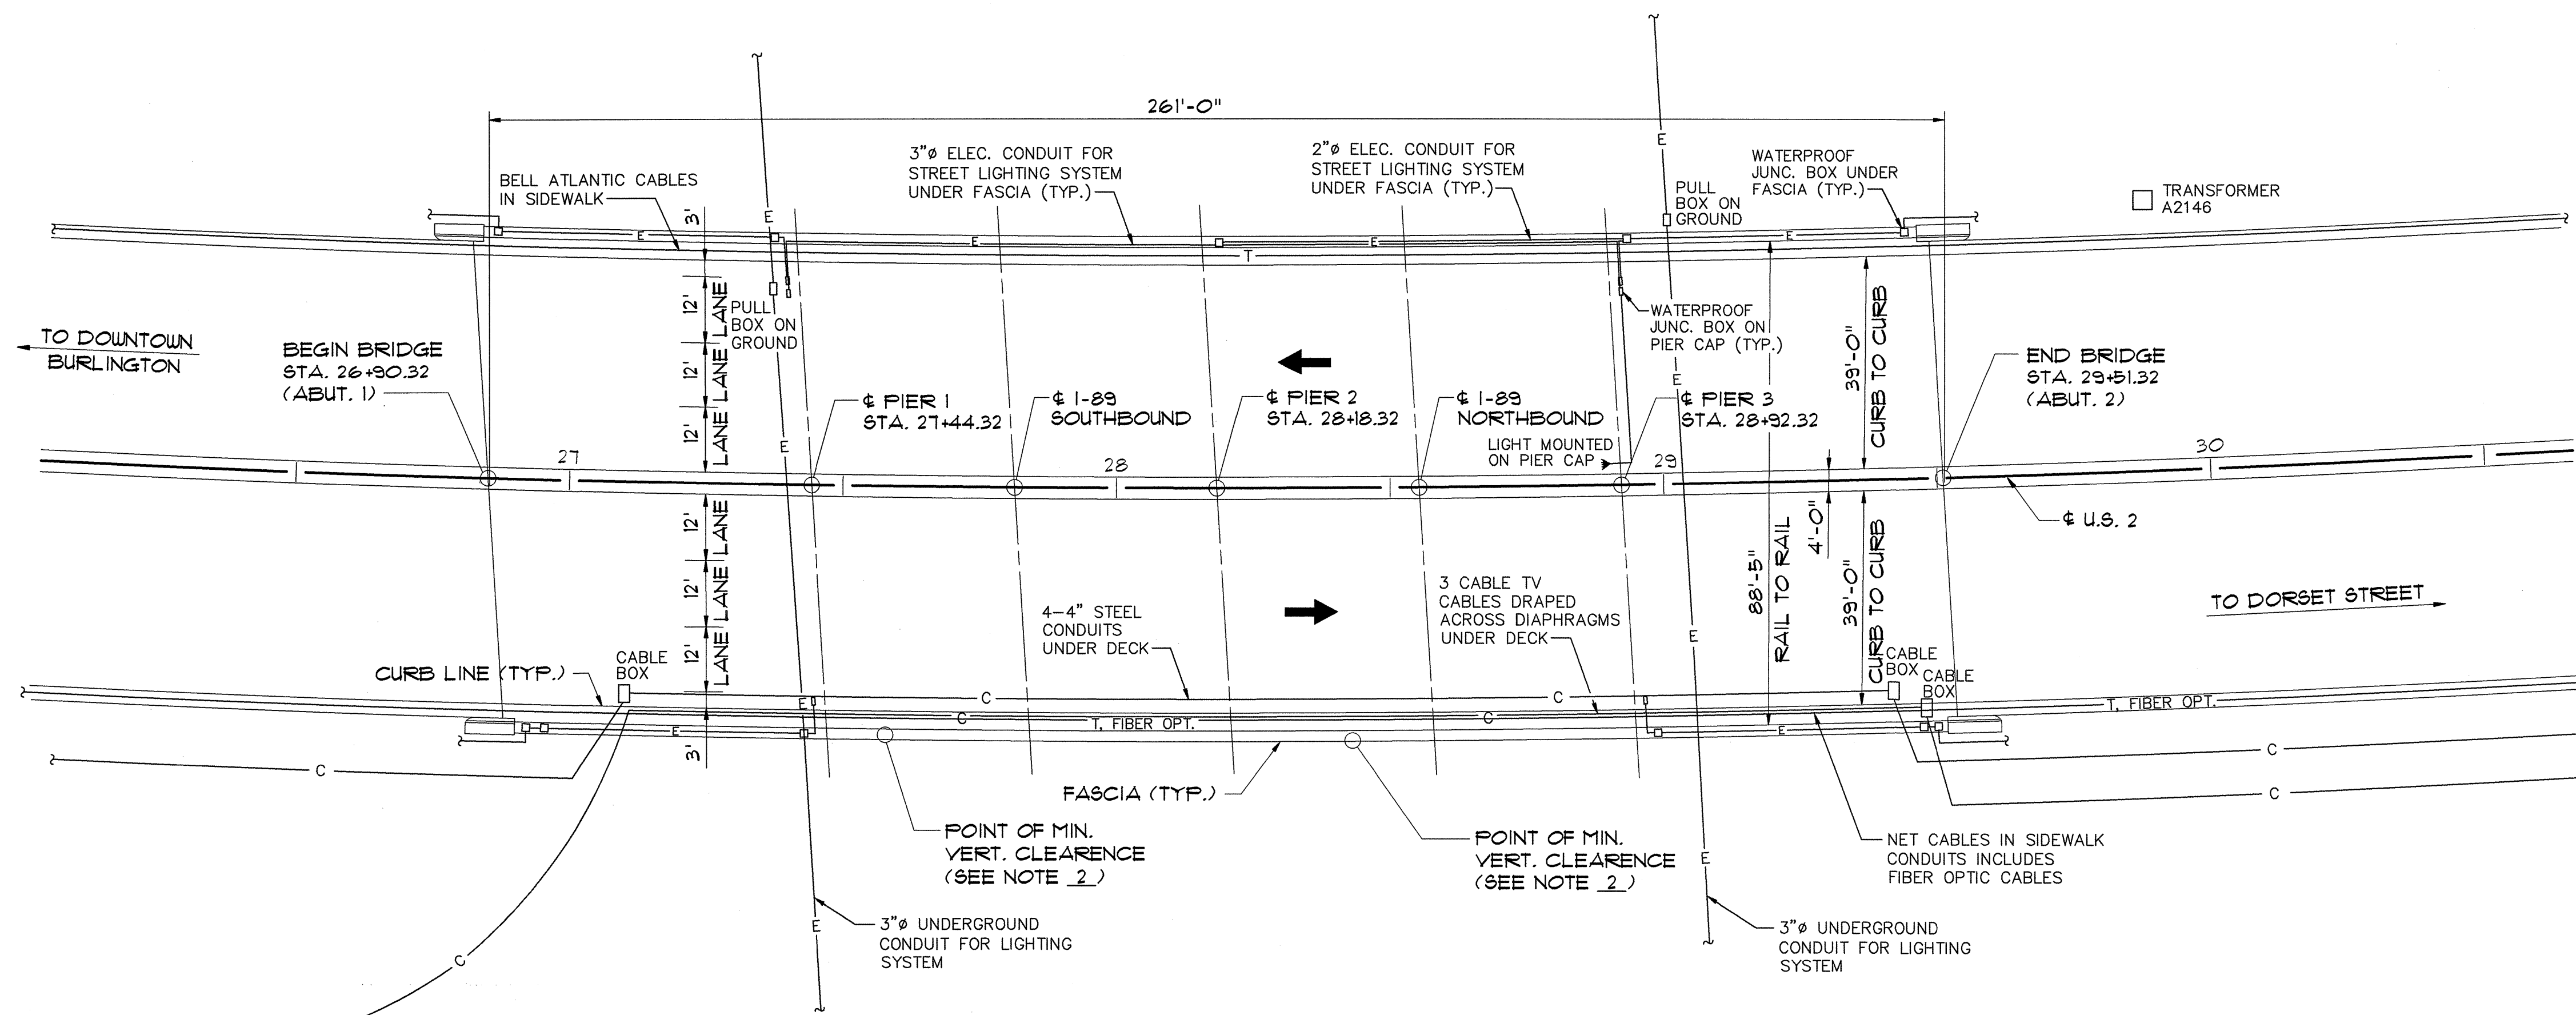 261'-0"
3"ø ELEC. CONDUIT FOR
STREET LIGHTING SYSTEM
UNDER FASCIA (TYP.)
2"ø ELEC. CONDUIT FOR
STREET LIGHTING SYSTEM
UNDER FASCIA (TYP.)
WATERPROOF
JUNC. BOX UNDER
FASCIA (TYP.)
BELL ATLANTIC CABLES
IN SIDEWALK
PULL
BOX ON
GROUND
TRANSFORMER
A2146
E
E
3'
E
E
E
E
T
12'
LANE
12'
LANE
12'
LANE
PULL
BOX ON
GROUND
WATERPROOF
JUNC. BOX ON
PIER CAP (TYP.)
39'-0"
CURB TO CURB
TO DOWNTOWN
BURLINGTON
BEGIN BRIDGE
STA. 26+90.32
(ABUT. 1)
END BRIDGE
STA. 29+51.32
(ABUT. 2)
E
E
℄ PIER 1
STA. 27+44.32
℄ I-89
SOUTHBOUND
℄ PIER 2
STA. 28+18.32
℄ I-89
NORTHBOUND
℄ PIER 3
STA. 28+92.32
LIGHT MOUNTED
ON PIER CAP
27
28
29
30
℄ U.S. 2
12'
LANE
12'
LANE
12'
LANE
4'-0"
88'-5"
RAIL TO RAIL
39'-0"
CURB TO CURB
TO DORSET STREET
4-4" STEEL
CONDUITS
UNDER DECK
3 CABLE TV
CABLES DRAPED
ACROSS DIAPHRAGMS
UNDER DECK
E
CURB LINE (TYP.)
CABLE
BOX
CABLE
BOX
CABLE
BOX
C
C
E
C
C
T, FIBER OPT.
T, FIBER OPT.
E
E
3'
C
C
C
FASCIA (TYP.)
POINT OF MIN.
VERT. CLEARENCE
(SEE NOTE 2)
POINT OF MIN.
VERT. CLEARENCE
(SEE NOTE 2)
NET CABLES IN SIDEWALK
CONDUITS INCLUDES
FIBER OPTIC CABLES
E
E
C
3"ø UNDERGROUND
CONDUIT FOR LIGHTING
SYSTEM
3"ø UNDERGROUND
CONDUIT FOR LIGHTING
SYSTEM